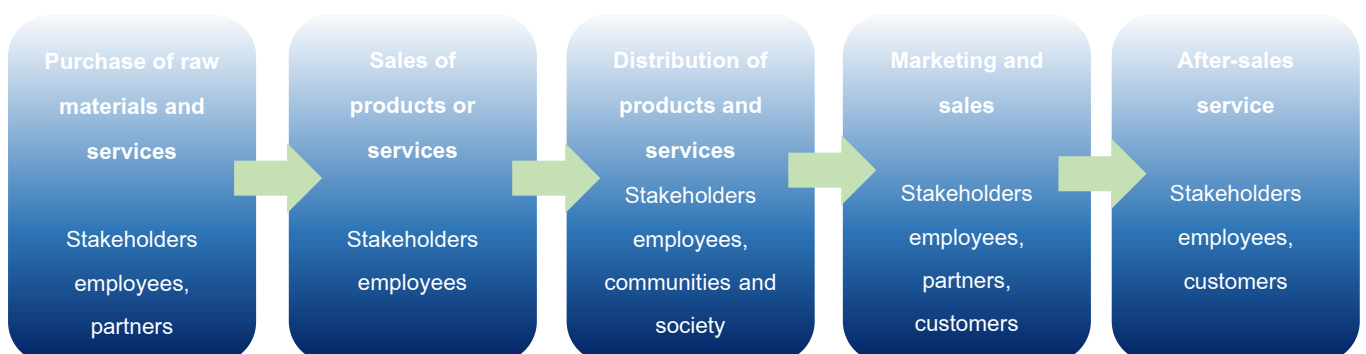 Purchase of raw
materials and
services
Stakeholders
employees,
partners
Sales of
products or
services
Stakeholders
employees
Distribution of
products and
services
Stakeholders
employees,
communities and
society
Marketing and
sales
Stakeholders
employees,
partners,
customers
After-sales
service
Stakeholders
employees,
customers